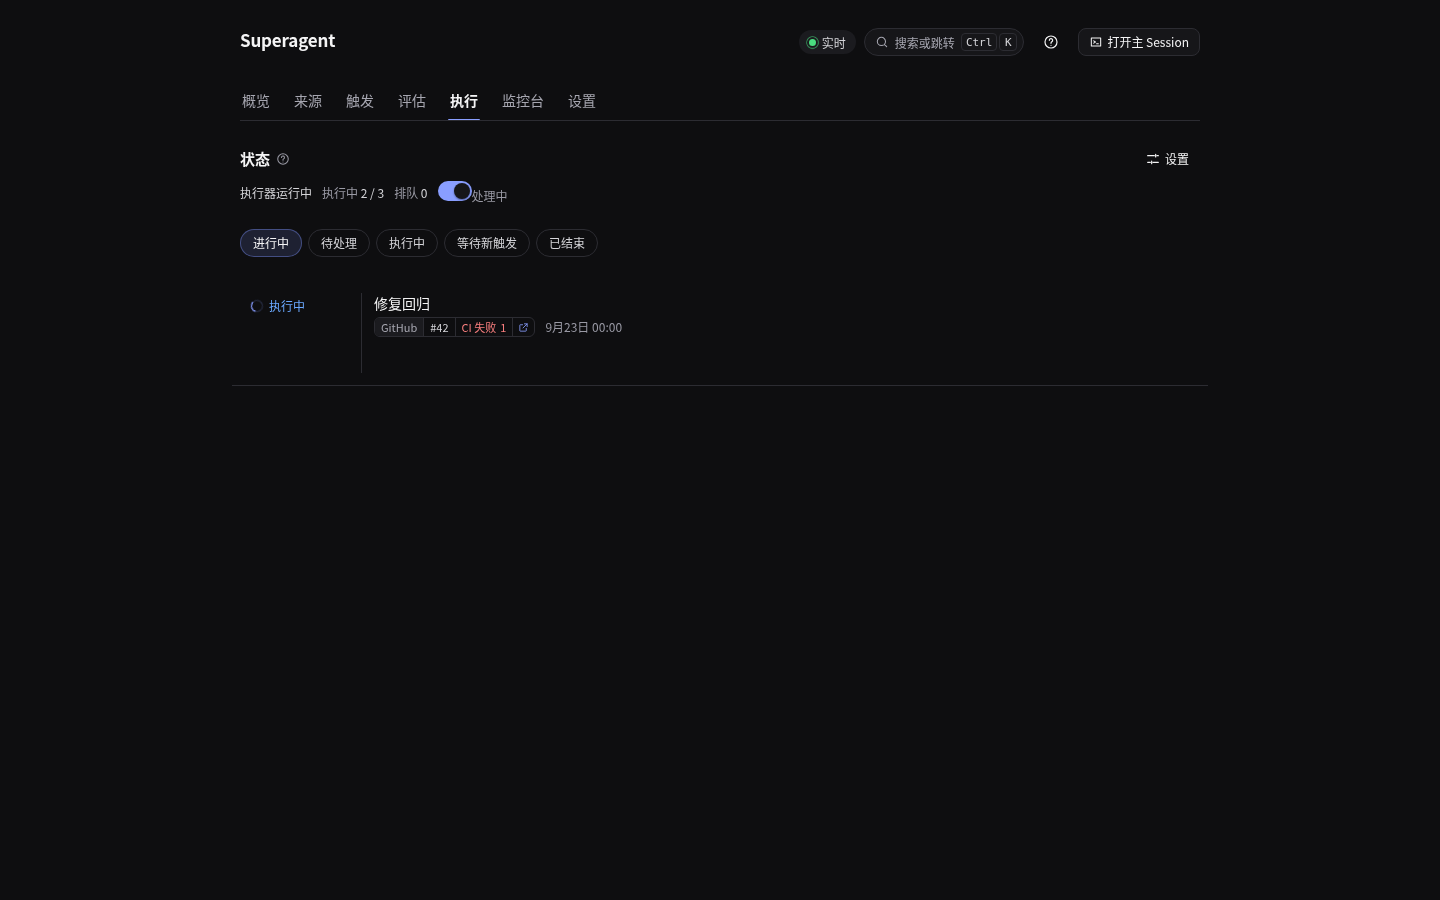 Superagent
实时
搜索或跳转 Ctrl K
打开主 Session
概览 来源 触发 评估 执行 监控台 设置
状态
设置
执行器运行中 执行中 2 / 3 排队 0 处理中
进行中 待处理 执行中 等待新触发 已结束
执行中
修复回归
GitHub #42 CI 失败 1 9月23日 00:00